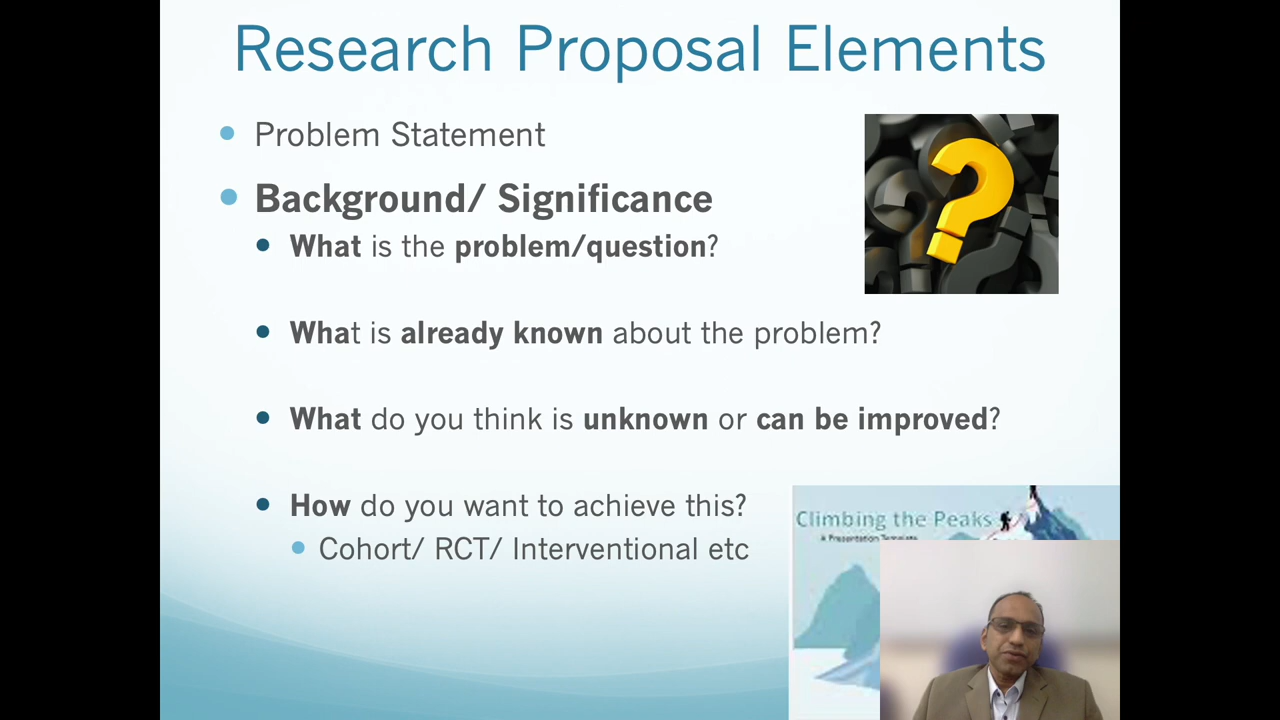 Research Proposal Elements
Problem Statement
Background/ Significance
What is the problem/question?
What is already known about the problem?
What do you think is unknown or can be improved?
How do you want to achieve this?
Cohort/ RCT/ Interventional etc
Climbing the Peaks
A Presentation Template